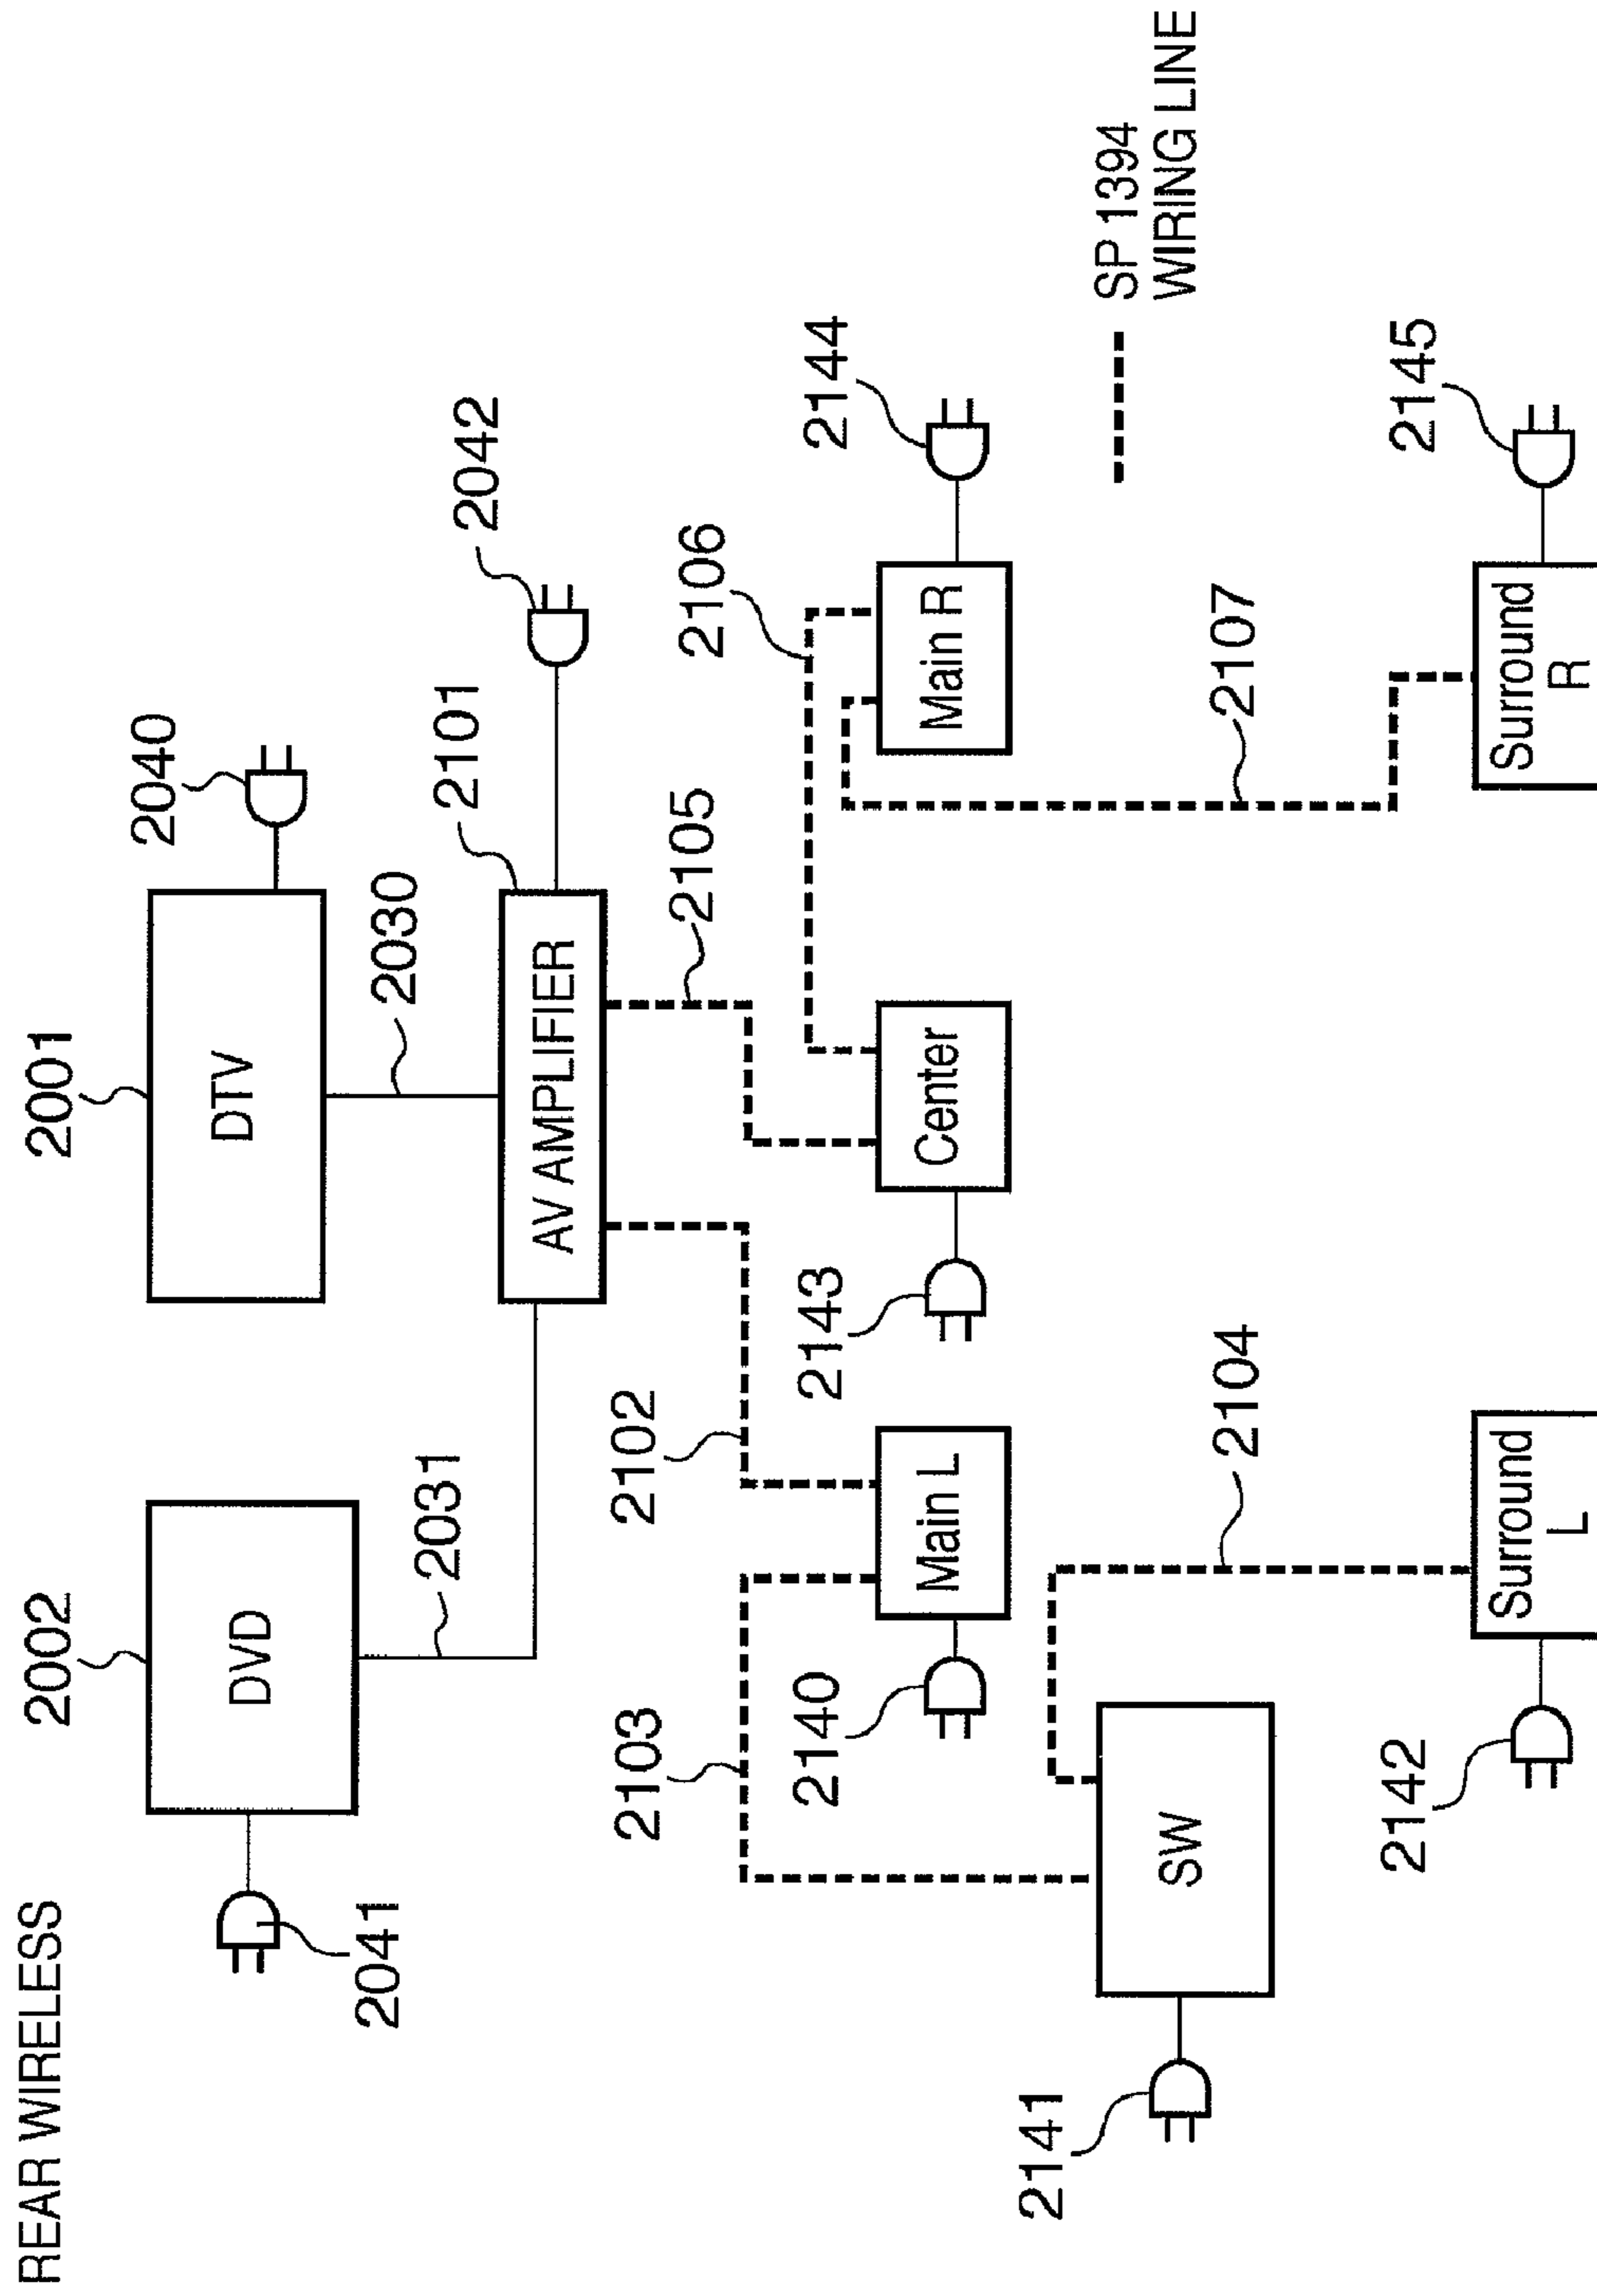 REAR WIRELESS
2002
2001
DVD
DTV
2040
2041
2031
2030
AV AMPLIFIER
2101
2042
2102
2105
2103
2106
2140
2143
2144
Main L
Center
Main R
2141
SW
2104
2107
SP 1394
WIRING LINE
2142
Surround
L
Surround
R
2145